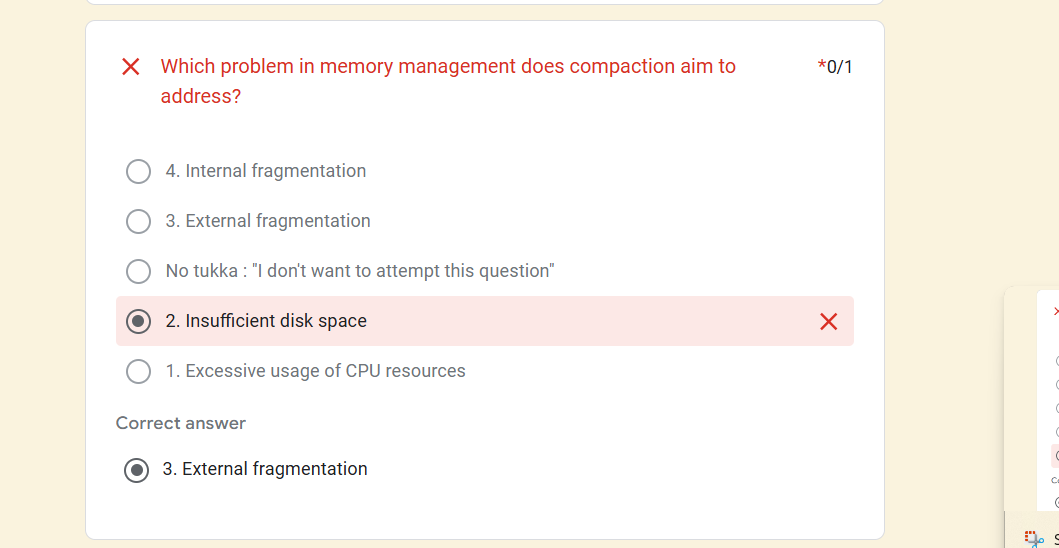 Which problem in memory management does compaction aim to
address?
*0/1
4. Internal fragmentation
3. External fragmentation
No tukka : "I don't want to attempt this question"
2. Insufficient disk space
1. Excessive usage of CPU resources
Correct answer
3. External fragmentation